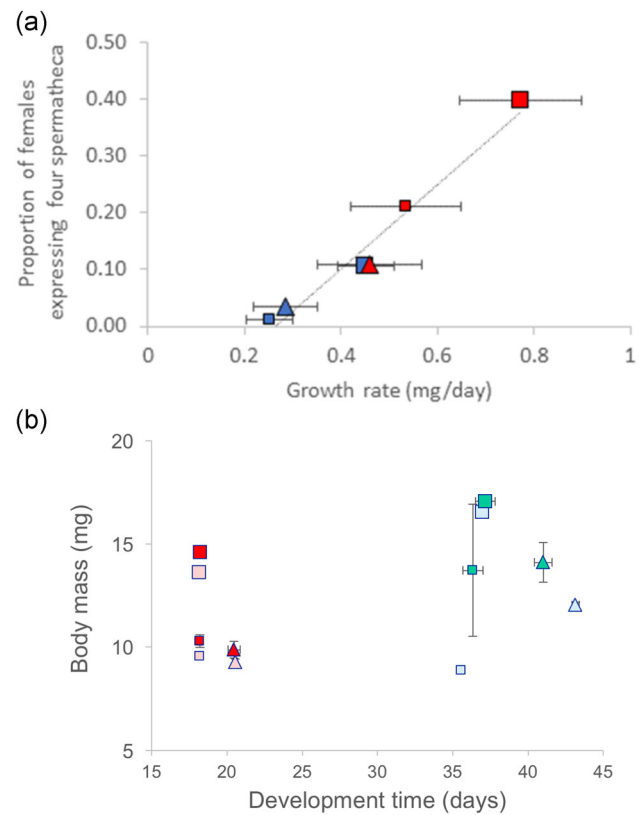 (a)
Proportion of females
expressing four spermatheca
0.50
0.40
0.30
0.20
0.10
0.00
0 0.2 0.4 0.6 0.8 1
Growth rate (mg/day)
(b)
Body mass (mg)
20
15
10
5
15 20 25 30 35 40 45
Development time (days)